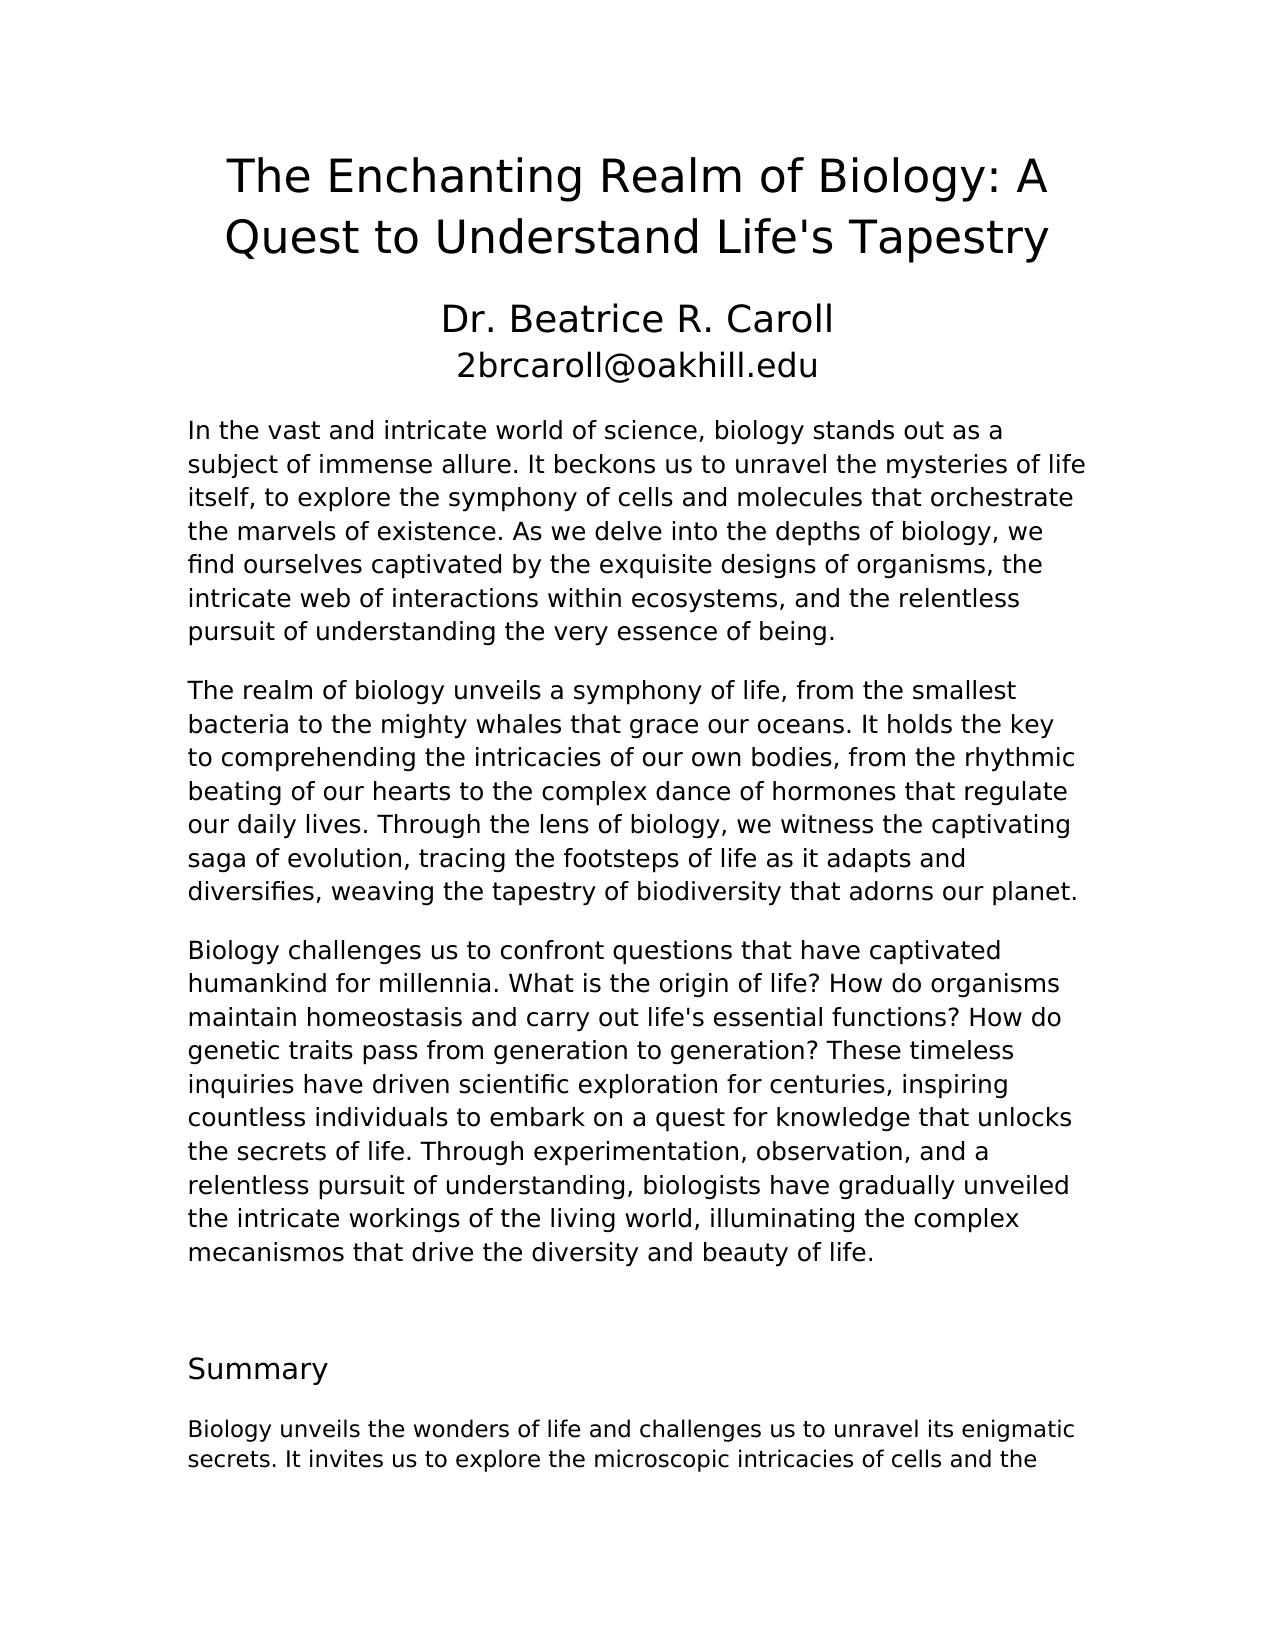 The Enchanting Realm of Biology: A
Quest to Understand Life's Tapestry
Dr. Beatrice R. Caroll
2brcaroll@oakhill.edu
In the vast and intricate world of science, biology stands out as a
subject of immense allure. It beckons us to unravel the mysteries of life
itself, to explore the symphony of cells and molecules that orchestrate
the marvels of existence. As we delve into the depths of biology, we
find ourselves captivated by the exquisite designs of organisms, the
intricate web of interactions within ecosystems, and the relentless
pursuit of understanding the very essence of being.
The realm of biology unveils a symphony of life, from the smallest
bacteria to the mighty whales that grace our oceans. It holds the key
to comprehending the intricacies of our own bodies, from the rhythmic
beating of our hearts to the complex dance of hormones that regulate
our daily lives. Through the lens of biology, we witness the captivating
saga of evolution, tracing the footsteps of life as it adapts and
diversifies, weaving the tapestry of biodiversity that adorns our planet.
Biology challenges us to confront questions that have captivated
humankind for millennia. What is the origin of life? How do organisms
maintain homeostasis and carry out life's essential functions? How do
genetic traits pass from generation to generation? These timeless
inquiries have driven scientific exploration for centuries, inspiring
countless individuals to embark on a quest for knowledge that unlocks
the secrets of life. Through experimentation, observation, and a
relentless pursuit of understanding, biologists have gradually unveiled
the intricate workings of the living world, illuminating the complex
mecanismos that drive the diversity and beauty of life.
Summary
Biology unveils the wonders of life and challenges us to unravel its enigmatic
secrets. It invites us to explore the microscopic intricacies of cells and the